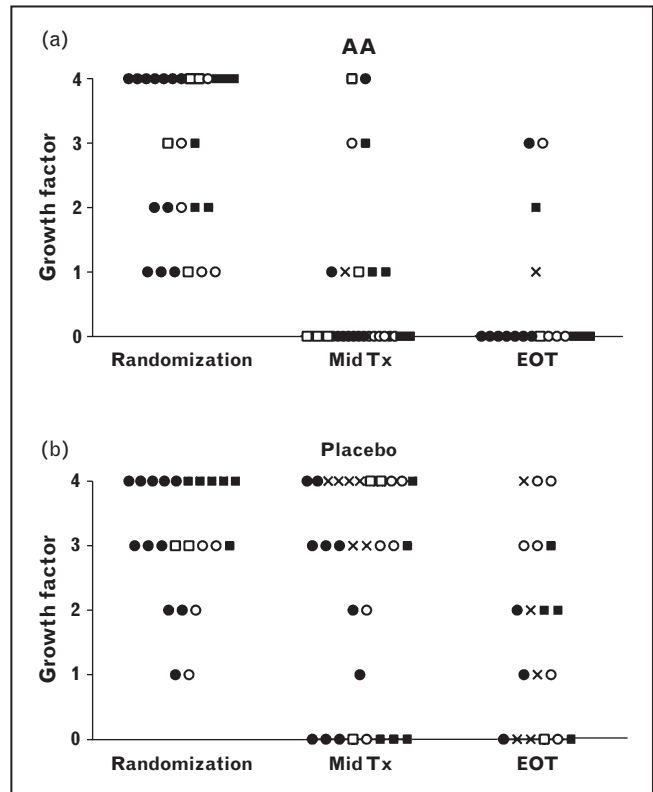 (a)
AA
Growth factor
4
3
2
1
0
Randomization Mid Tx EOT
(b)
Placebo
Growth factor
4
3
2
1
0
Randomization Mid Tx EOT